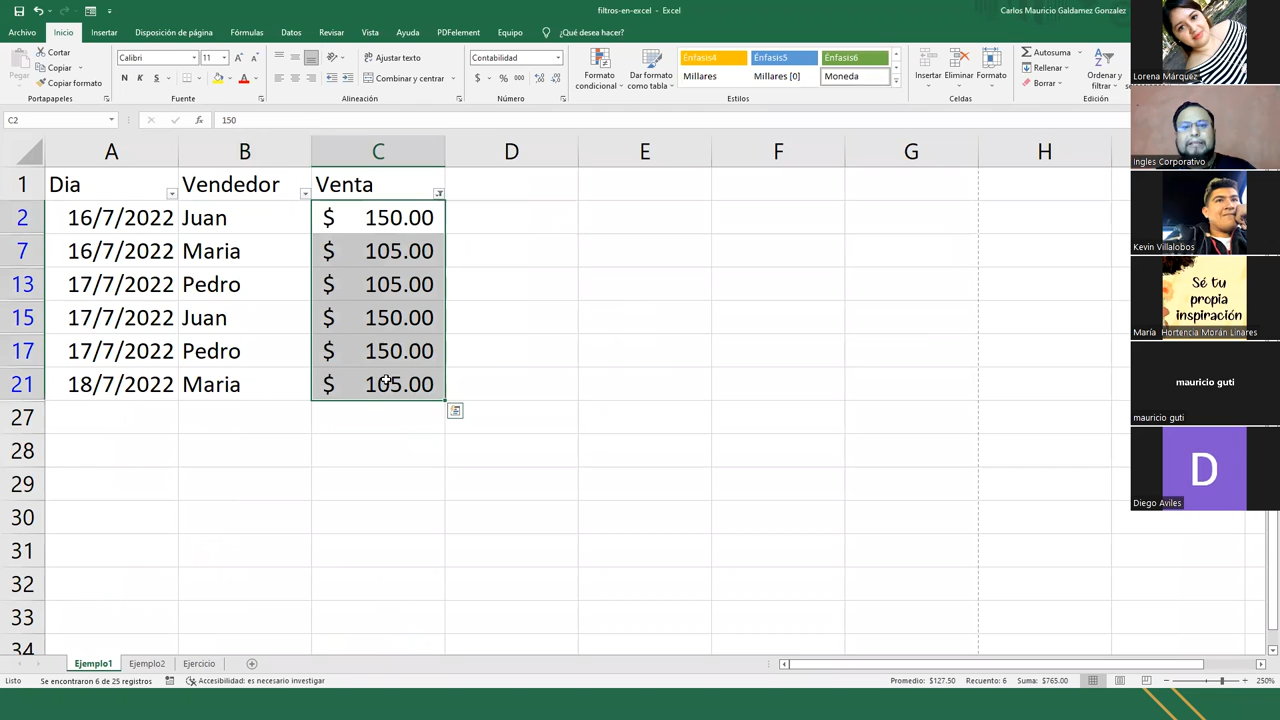 filtros-en-excel - Excel
Carlos Mauricio Galdamez Gonzalez
Archivo Inicio Insertar Disposición de página Fórmulas Datos Revisar Vista Ayuda PDFelement Equipo ¿Qué desea hacer?
Pegar
Cortar
Copiar
Copiar formato
Portapapeles
Calibri 11
N K S
Fuente
Ajustar texto
Combinar y centrar
Alineación
Contabilidad
$ % 000
Número
Formato condicional
Dar formato como tabla
Énfasis4 Énfasis5 Énfasis6
Millares Millares [0] Moneda
Estilos
Insertar Eliminar Formato
Celdas
Autosuma
Rellenar
Borrar
Ordenar y filtrar
Edición
C2 fx 150
A B C D E F G H
1 Dia Vendedor Venta
2 16/7/2022 Juan $ 150.00
7 16/7/2022 Maria $ 105.00
13 17/7/2022 Pedro $ 105.00
15 17/7/2022 Juan $ 150.00
17 17/7/2022 Pedro $ 150.00
21 18/7/2022 Maria $ 105.00
27
28
29
30
31
32
33
34
Ejemplo1 Ejemplo2 Ejercicio
Listo Se encontraron 6 de 25 registros Accesibilidad: es necesario investigar Promedio: $127.50 Recuento: 6 Suma: $765.00 250%
Lorena Márquez
Ingles Corporativo
Kevin Villalobos
Sé tu
propia
inspiración
María Hortencia Morán Linares
mauricio guti
mauricio guti
D
Diego Aviles